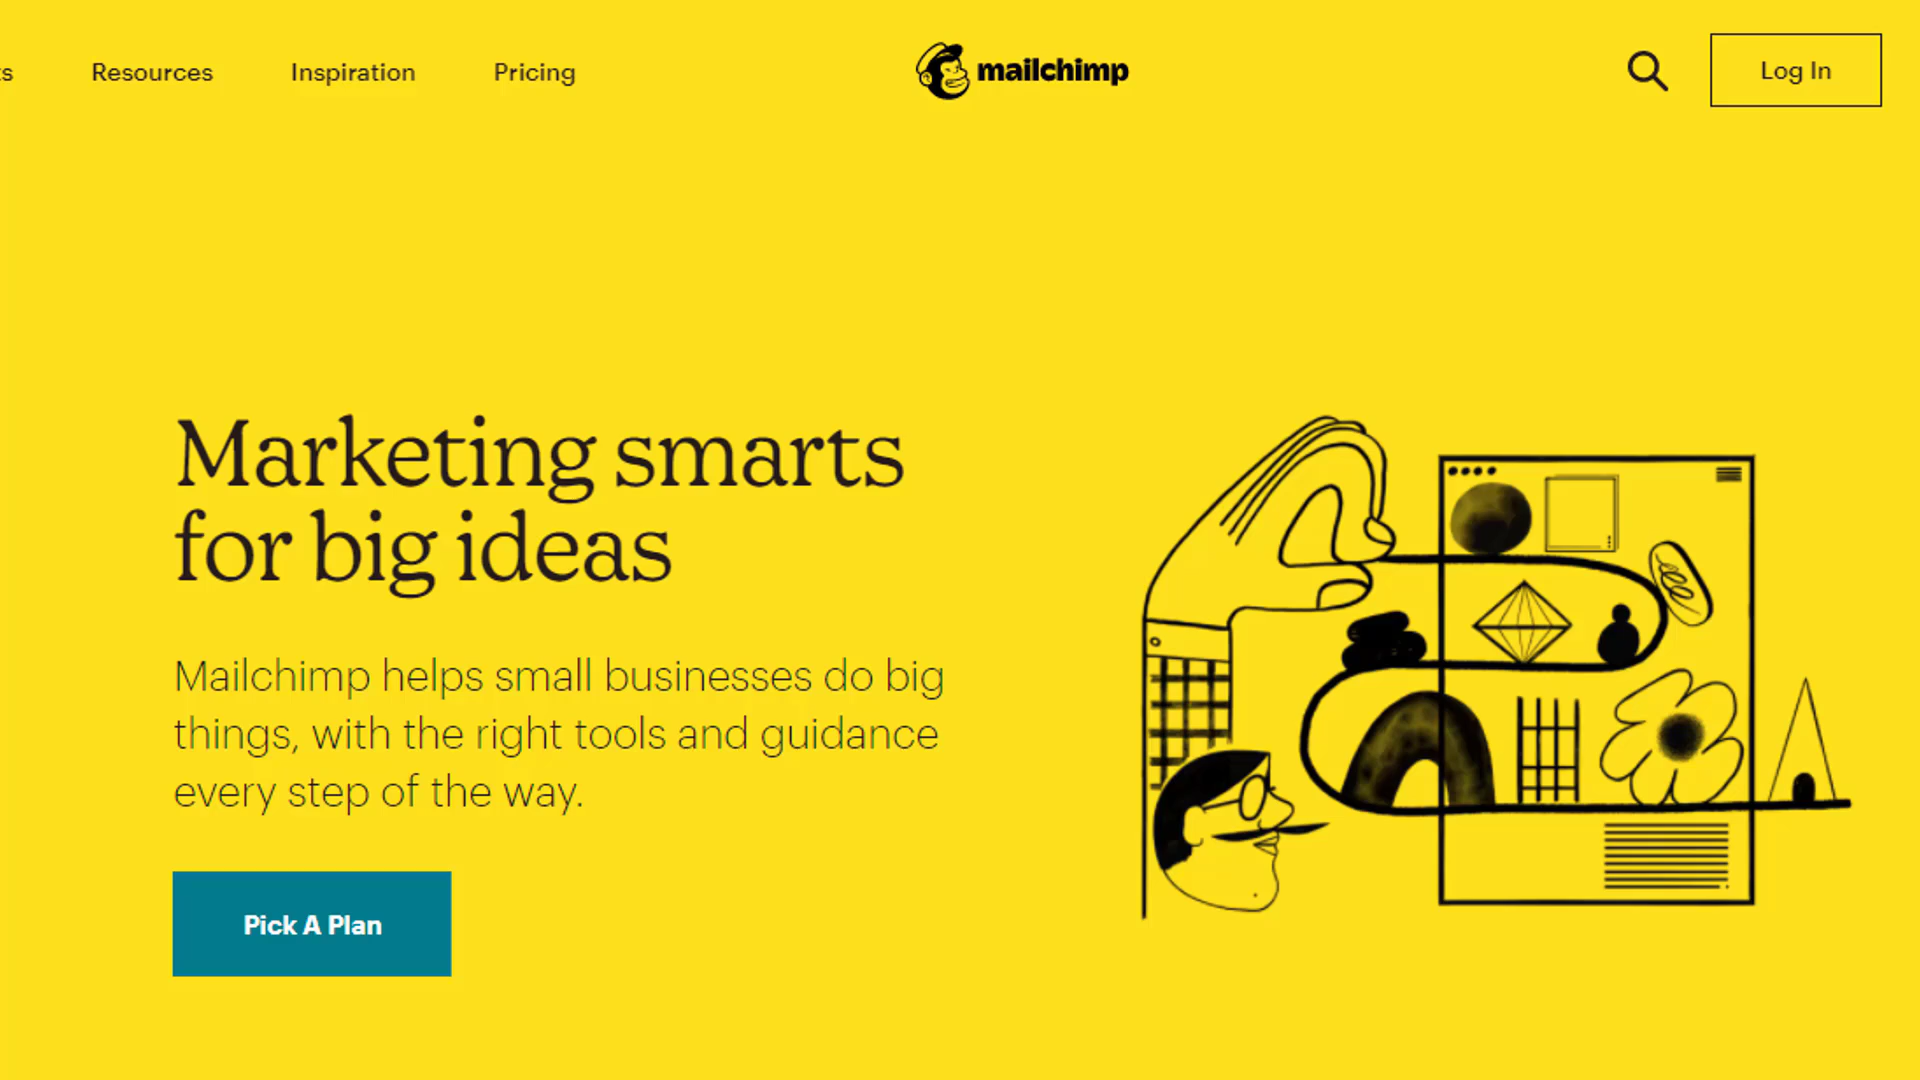 Resources Inspiration Pricing mailchimp Log In
Marketing smarts
for big ideas
Mailchimp helps small businesses do big
things, with the right tools and guidance
every step of the way.
Pick A Plan